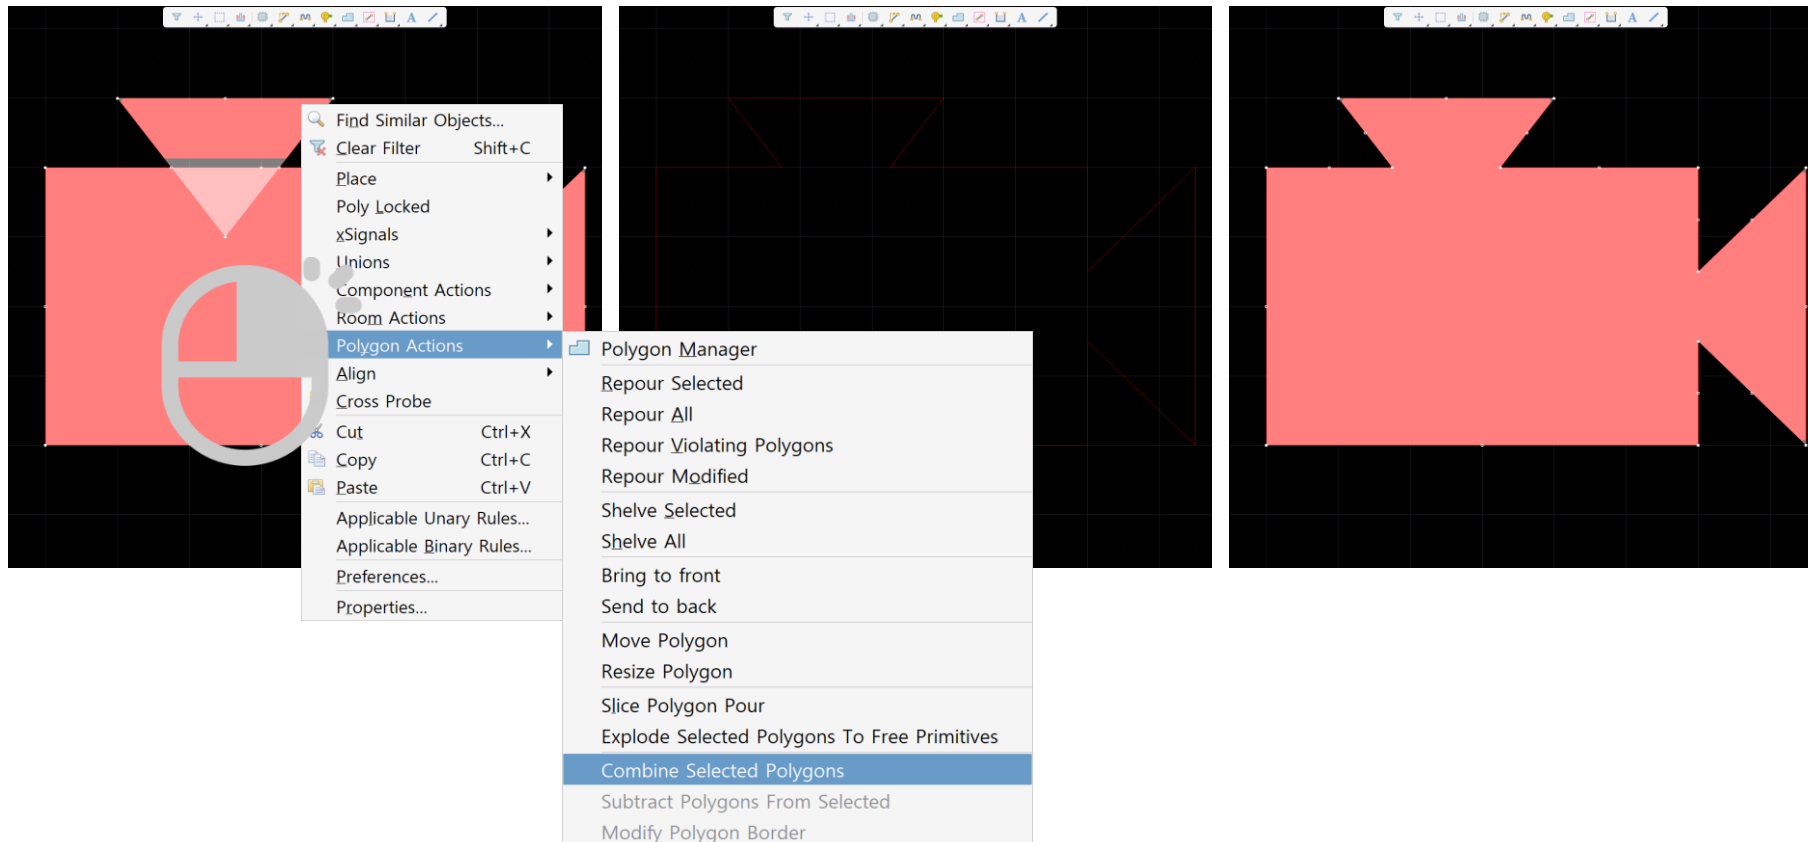 A
A
A
Find Similar Objects...
Clear Filter Shift+C
Place
Poly Locked
xSignals
Unions
Component Actions
Room Actions
Polygon Actions
Align
Cross Probe
Cut Ctrl+X
Copy Ctrl+C
Paste Ctrl+V
Applicable Unary Rules...
Applicable Binary Rules...
Preferences...
Properties...
Polygon Manager
Repour Selected
Repour All
Repour Violating Polygons
Repour Modified
Shelve Selected
Shelve All
Bring to front
Send to back
Move Polygon
Resize Polygon
Slice Polygon Pour
Explode Selected Polygons To Free Primitives
Combine Selected Polygons
Subtract Polygons From Selected
Modify Polygon Border